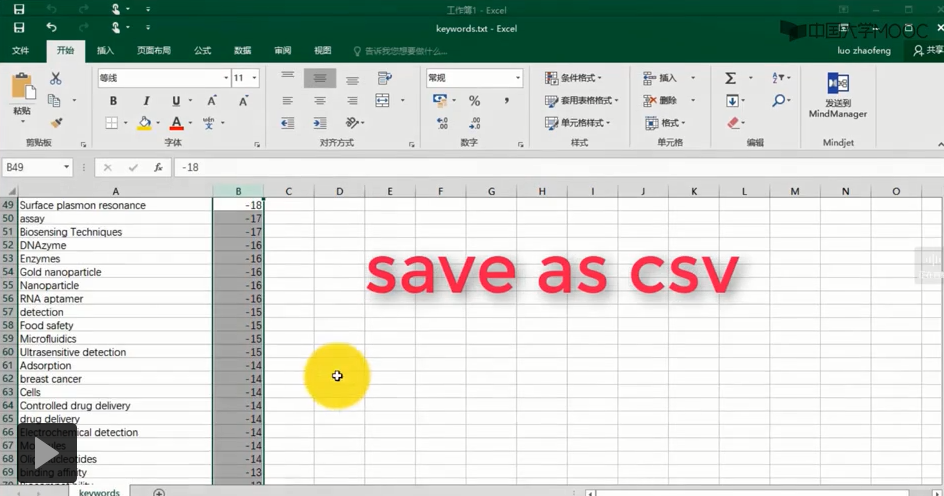 工作簿1 - Excel
keywords.txt - Excel
中国大学MOOC
文件 开始 插入 页面布局 公式 数据 审阅 视图 告诉我您想要做什么... luo zhaofeng 共享
等线 11 常规 条件格式 插入
粘贴 B I U A A % , 套用表格格式 删除 发送到
MindManager
A wén 文 .0 .00 单元格样式 格式
剪贴板 字体 对齐方式 数字 样式 单元格 编辑 Mindjet
B49 fx -18
A B C D E F G H I J K L M N O
49 Surface plasmon resonance -18
50 assay -17
51 Biosensing Techniques -17
52 DNAzyme -16
53 Enzymes -16
54 Gold nanoparticle -16
55 Nanoparticle -16
56 RNA aptamer -16
57 detection -15
58 Food safety -15
59 Microfluidics -15
60 Ultrasensitive detection -15
61 Adsorption -14
62 breast cancer -14
63 Cells -14
64 Controlled drug delivery -14
65 drug delivery -14
66 Electrochemical detection -14
67 -14
68 -14
69 binding affinity -13
save as csv
keywords